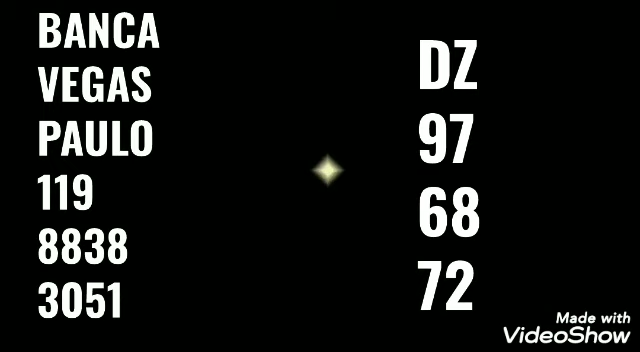 BANCA
VEGAS
PAULO
119
8838
3051
DZ
97
68
72
Made with
VideoShow